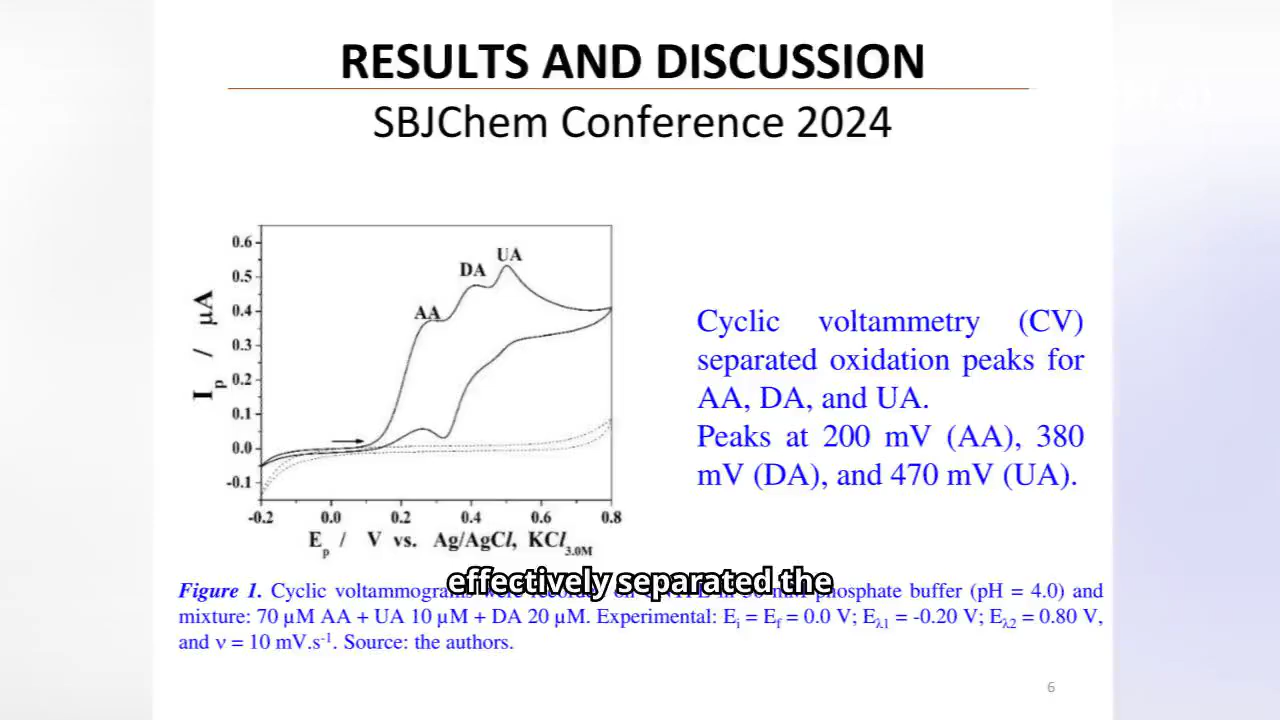 RESULTS AND DISCUSSION
SBJChem Conference 2024
0.6
0.5
0.4
0.3
0.2
0.1
0.0
-0.1
Ip / µA
AA
DA
UA
-0.2 0.0 0.2 0.4 0.6 0.8
Ep / V vs. Ag/AgCl, KCl3.0M
Cyclic voltammetry (CV)
separated oxidation peaks for
AA, DA, and UA.
Peaks at 200 mV (AA), 380
mV (DA), and 470 mV (UA).
effectively separated the
Figure 1. Cyclic voltammograms were phosphate buffer (pH = 4.0) and
mixture: 70 µM AA + UA 10 µM + DA 20 µM. Experimental: Ei = Ef = 0.0 V; Eλ1 = -0.20 V; Eλ2 = 0.80 V,
and ν = 10 mV.s-1. Source: the authors.
6